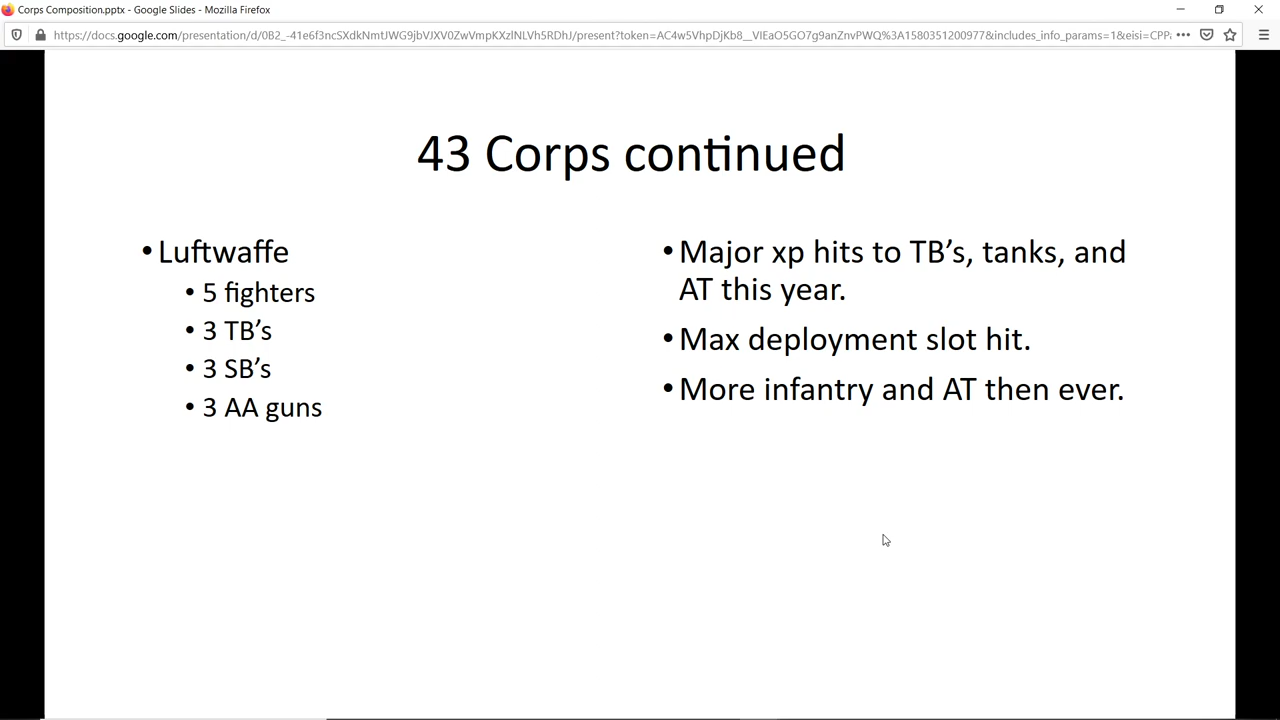 Corps Composition.pptx - Google Slides - Mozilla Firefox
43 Corps continued
• Luftwaffe
• 5 fighters
• 3 TB’s
• 3 SB’s
• 3 AA guns
• Major xp hits to TB’s, tanks, and
AT this year.
• Max deployment slot hit.
• More infantry and AT then ever.